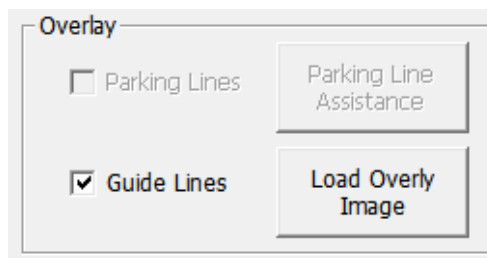 Overlay
Parking Lines
Parking Line
Assistance
Guide Lines
Load Overly
Image